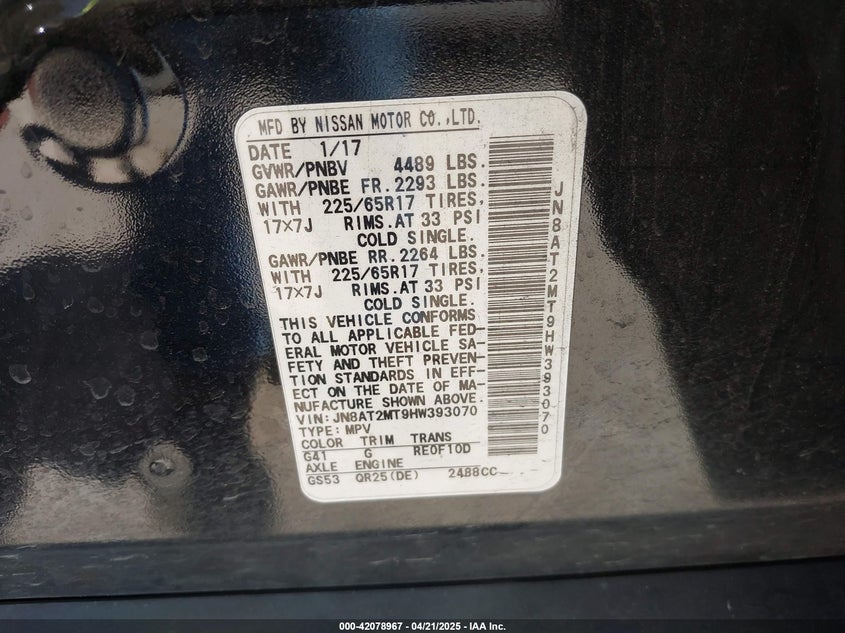 MFD BY NISSAN MOTOR CO.,LTD.
DATE 1/17
GVWR/PNBV 4489 LBS.
GAWR/PNBE FR.2293 LBS.
WITH 225/65R17 TIRES,
17×7J RIMS.AT 33 PSI
COLD SINGLE.
GAWR/PNBE RR.2264 LBS.
WITH 225/65R17 TIRES,
17×7J RIMS.AT 33 PSI
COLD SINGLE.
THIS VEHICLE CONFORMS
TO ALL APPLICABLE FED-
ERAL MOTOR VEHICLE SA-
FETY AND THEFT PREVEN-
TION STANDARDS IN EFF-
ECT ON THE DATE OF MA-
NUFACTURE SHOWN ABOVE.
VIN:JN8AT2MT9HW393070
TYPE:MPV
COLOR TRIM TRANS
G41 G RE0F10D
AXLE ENGINE
GS53 QR25(DE) 2488CC
JN8AT2MT9HW393070
000-42078967 - 04/21/2025 - IAA Inc.